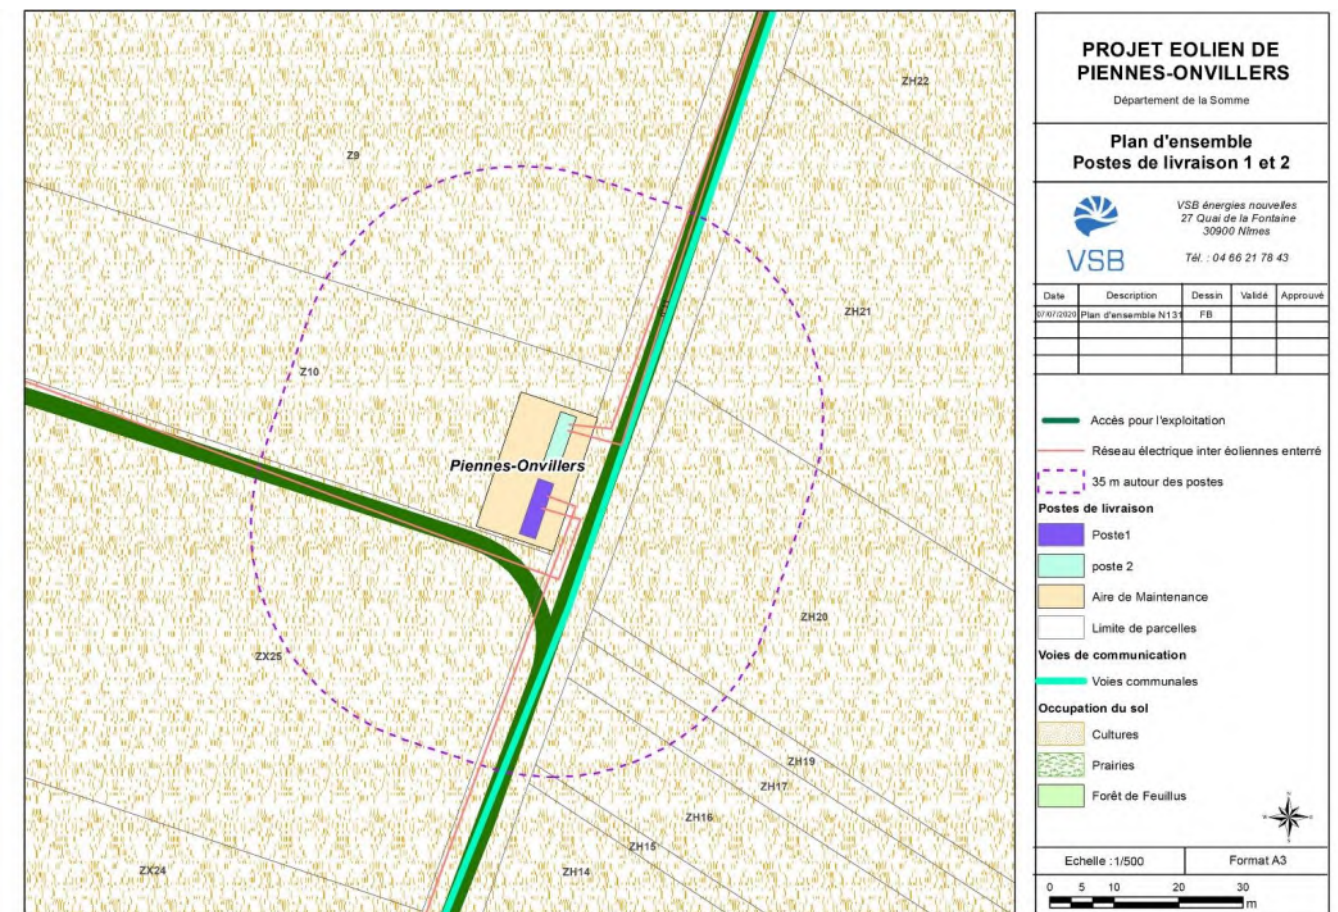 ZH22
Z9
ZH21
Z10
Piennes-Onvillers
ZH20
ZX25
ZH19
ZH17
ZH16
ZH15
ZH14
ZX24
PROJET EOLIEN DE
PIENNES-ONVILLERS
Département de la Somme
Plan d'ensemble
Postes de livraison 1 et 2
VSB
VSB énergies nouvelles
27 Quai de la Fontaine
30900 Nîmes
Tél. : 04 66 21 78 43
Date Description Dessin Validé Approuvé
07/07/2020 Plan d'ensemble N131 FB
Accès pour l'exploitation
Réseau électrique inter éoliennes enterré
35 m autour des postes
Postes de livraison
Poste1
poste 2
Aire de Maintenance
Limite de parcelles
Voies de communication
Voies communales
Occupation du sol
Cultures
Prairies
Forêt de Feuillus
Echelle : 1/500 Format A3
0 5 10 20 30
m